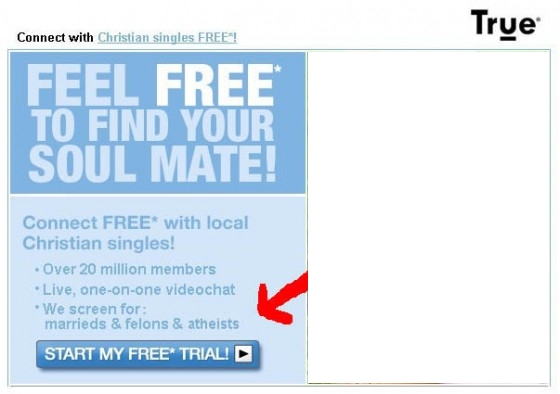 True®
Connect with Christian singles FREE*!
FEEL FREE*
TO FIND YOUR
SOUL MATE!
Connect FREE* with local
Christian singles!
• Over 20 million members
• Live, one-on-one videochat
• We screen for:
marrieds & felons & atheists
START MY FREE* TRIAL!